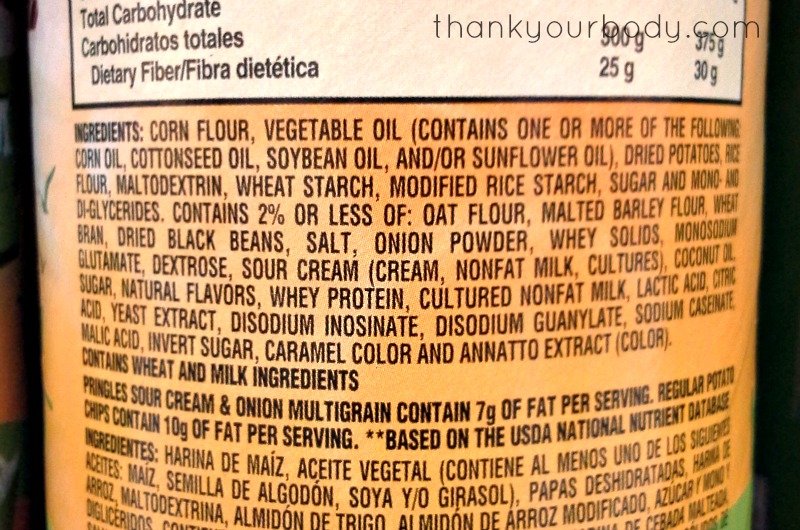 thankyourbody.com
Total Carbohydrate
Carbohidratos totales 300g 375g
Dietary Fiber/Fibra dietética 25 g 30 g
INGREDIENTS: CORN FLOUR, VEGETABLE OIL (CONTAINS ONE OR MORE OF THE FOLLOWING:
CORN OIL, COTTONSEED OIL, SOYBEAN OIL, AND/OR SUNFLOWER OIL), DRIED POTATOES, RICE
FLOUR, MALTODEXTRIN, WHEAT STARCH, MODIFIED RICE STARCH, SUGAR AND MONO- AND
DI-GLYCERIDES. CONTAINS 2% OR LESS OF: OAT FLOUR, MALTED BARLEY FLOUR, WHEAT
BRAN, DRIED BLACK BEANS, SALT, ONION POWDER, WHEY SOLIDS, MONOSODIUM
GLUTAMATE, DEXTROSE, SOUR CREAM (CREAM, NONFAT MILK, CULTURES), COCONUT OIL,
SUGAR, NATURAL FLAVORS, WHEY PROTEIN, CULTURED NONFAT MILK, LACTIC ACID, CITRIC
ACID, YEAST EXTRACT, DISODIUM INOSINATE, DISODIUM GUANYLATE, SODIUM CASEINATE,
MALIC ACID, INVERT SUGAR, CARAMEL COLOR AND ANNATTO EXTRACT (COLOR).
CONTAINS WHEAT AND MILK INGREDIENTS
PRINGLES SOUR CREAM & ONION MULTIGRAIN CONTAIN 7g OF FAT PER SERVING. REGULAR POTATO
CHIPS CONTAIN 10g OF FAT PER SERVING. **BASED ON THE USDA NATIONAL NUTRIENT DATABASE
INGREDIENTES: HARINA DE MAÍZ, ACEITE VEGETAL (CONTIENE AL MENOS UNO DE LOS SIGUIENTES
ACEITES: MAÍZ, SEMILLA DE ALGODÓN, SOYA Y/O GIRASOL), PAPAS DESHIDRATADAS, HARINA DE
ARROZ, MALTODEXTRINA, ALMIDÓN DE TRIGO, ALMIDÓN DE ARROZ MODIFICADO, AZÚCAR Y MONO Y
DIGLICÉRIDOS. DE CEBADA MALTEADA,